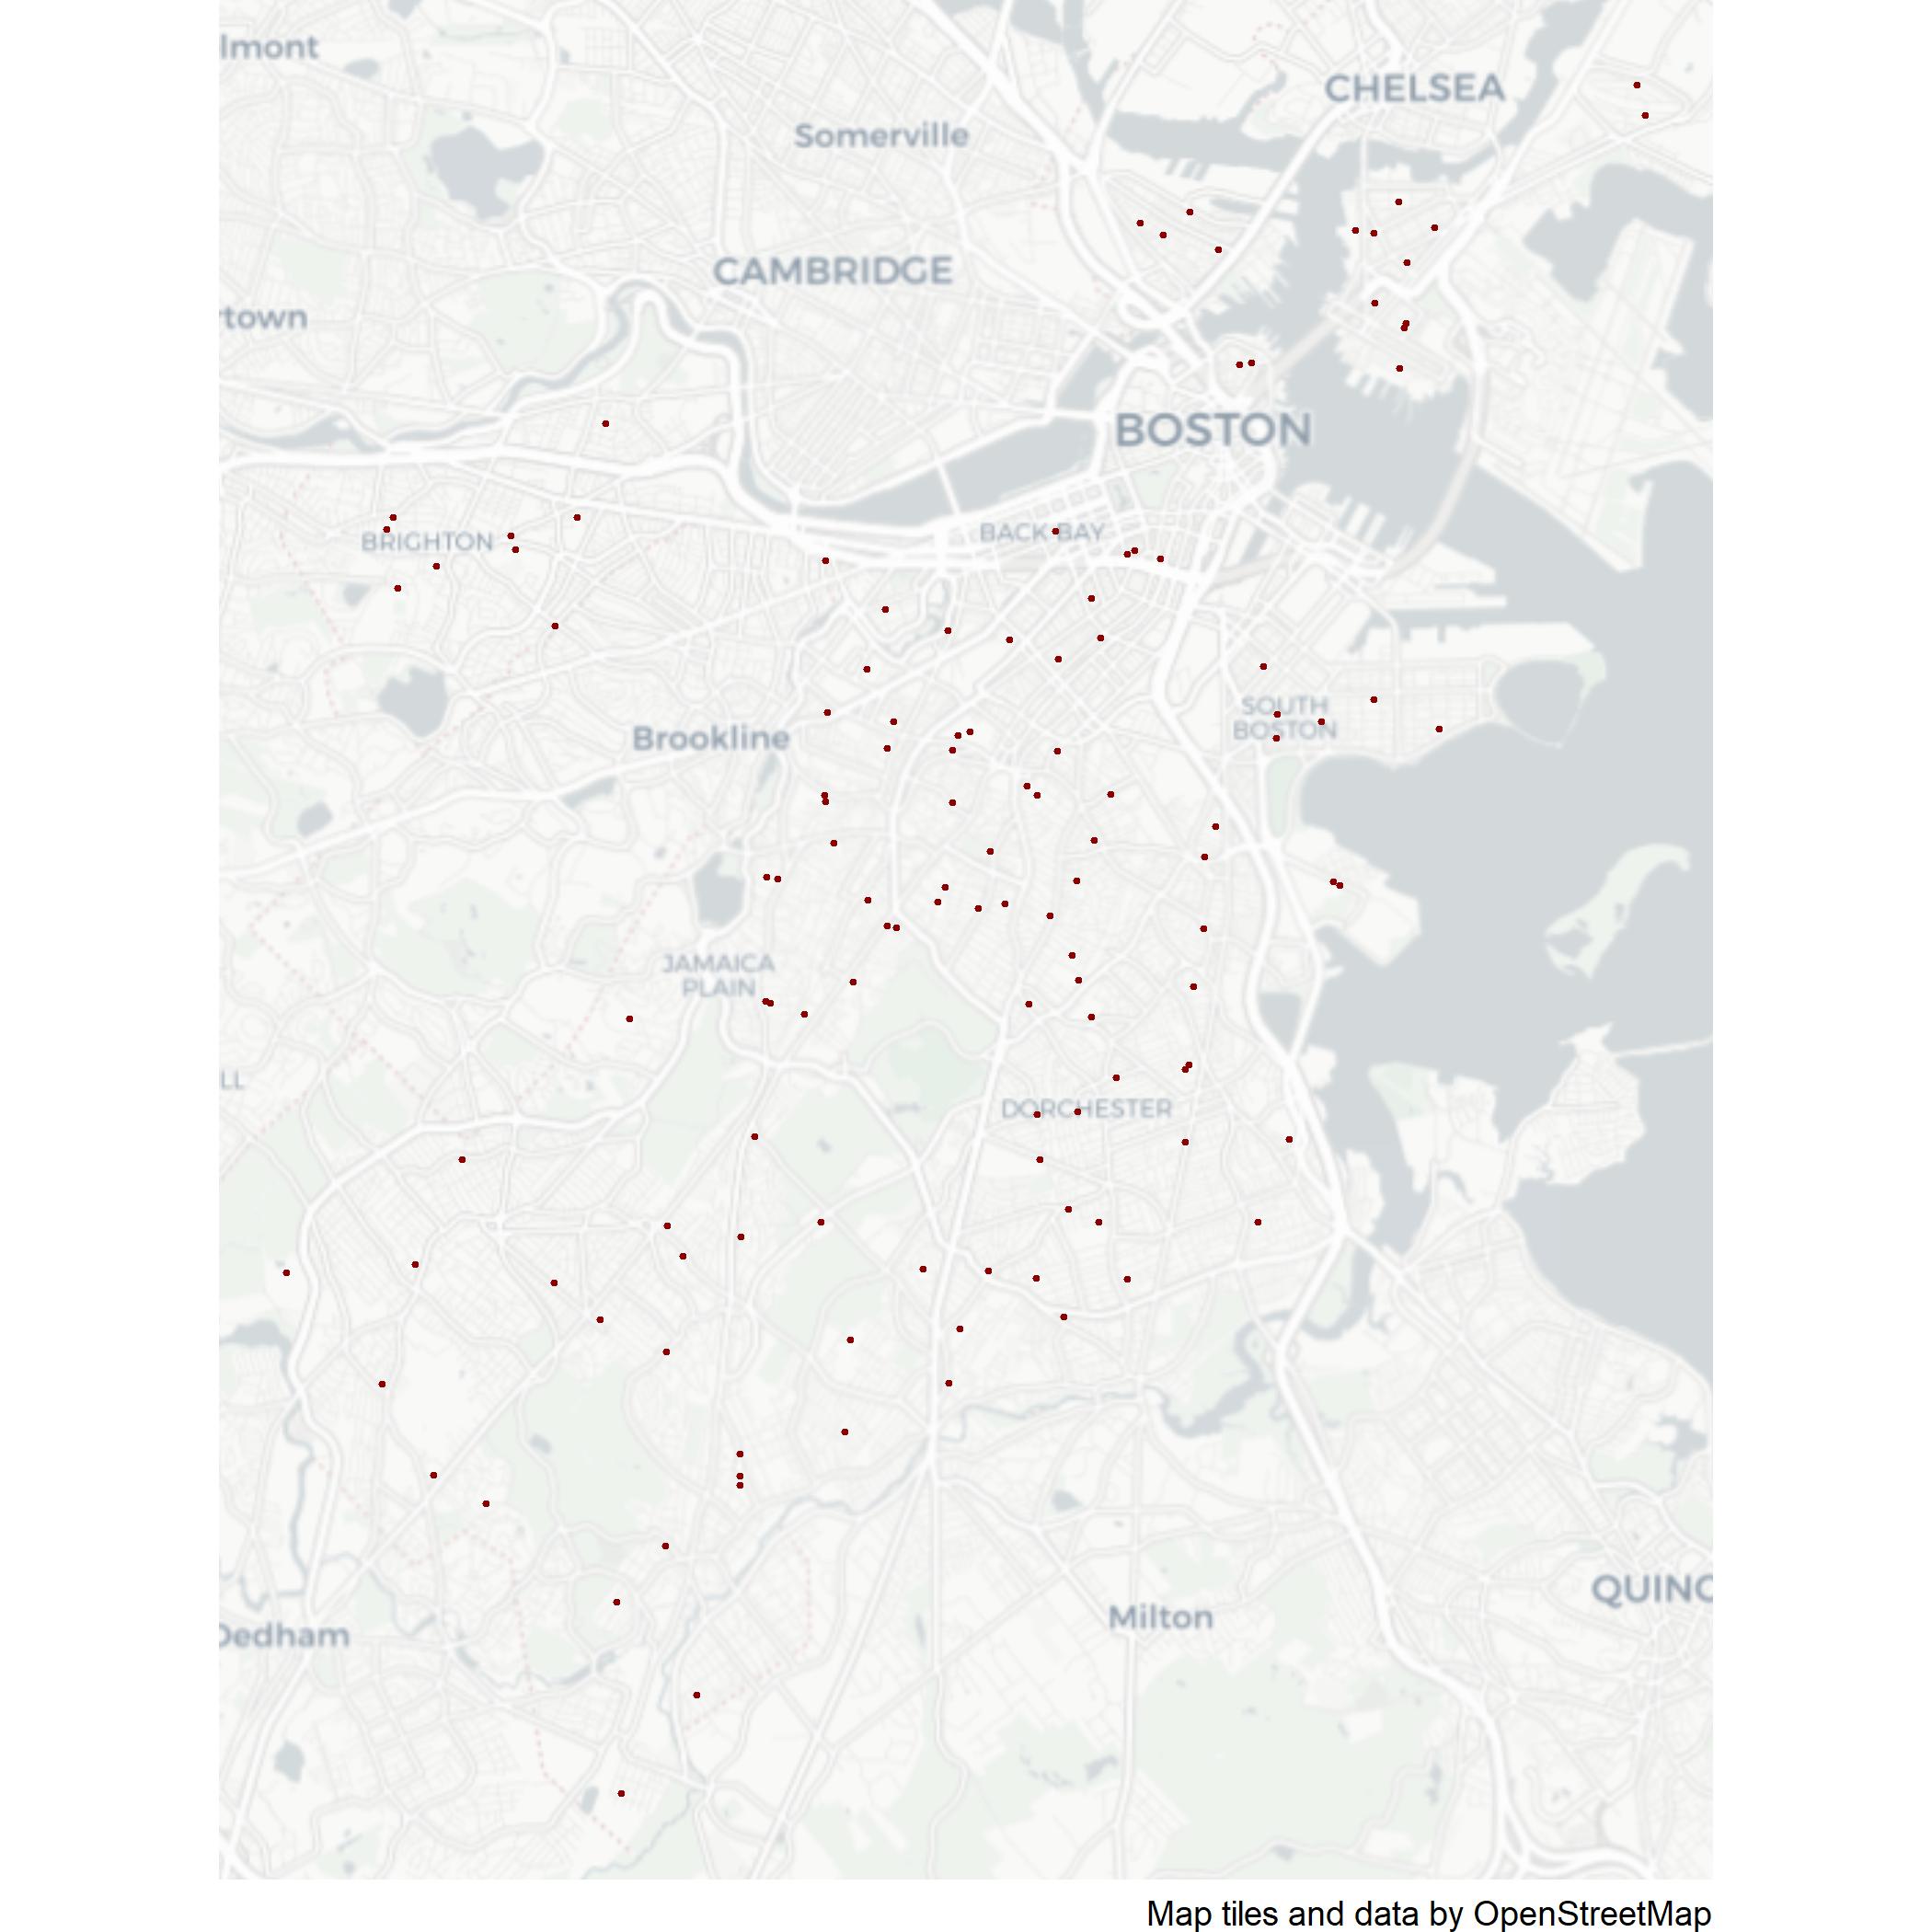 lmont
CHELSEA
Somerville
CAMBRIDGE
rtown
BOSTON
BACK BAY
BRIGHTON
SOUTH
BOSTON
Brookline
JAMAICA
PLAIN
LL
DORCHESTER
QUINC
Milton
Dedham
Map tiles and data by OpenStreetMap